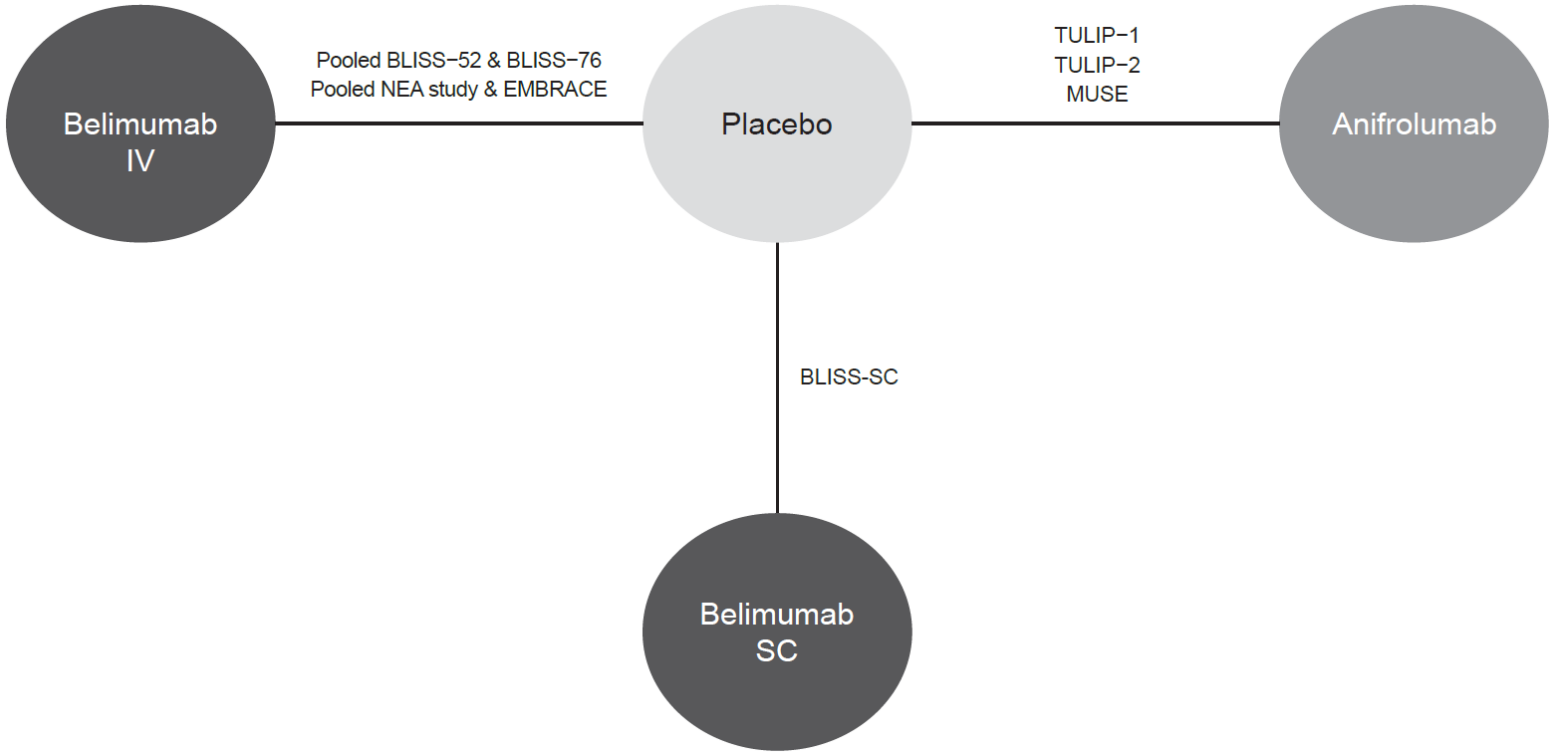 Belimumab
IV
Pooled BLISS−52 & BLISS−76
Pooled NEA study & EMBRACE
Placebo
TULIP−1
TULIP−2
MUSE
Anifrolumab
BLISS-SC
Belimumab
SC